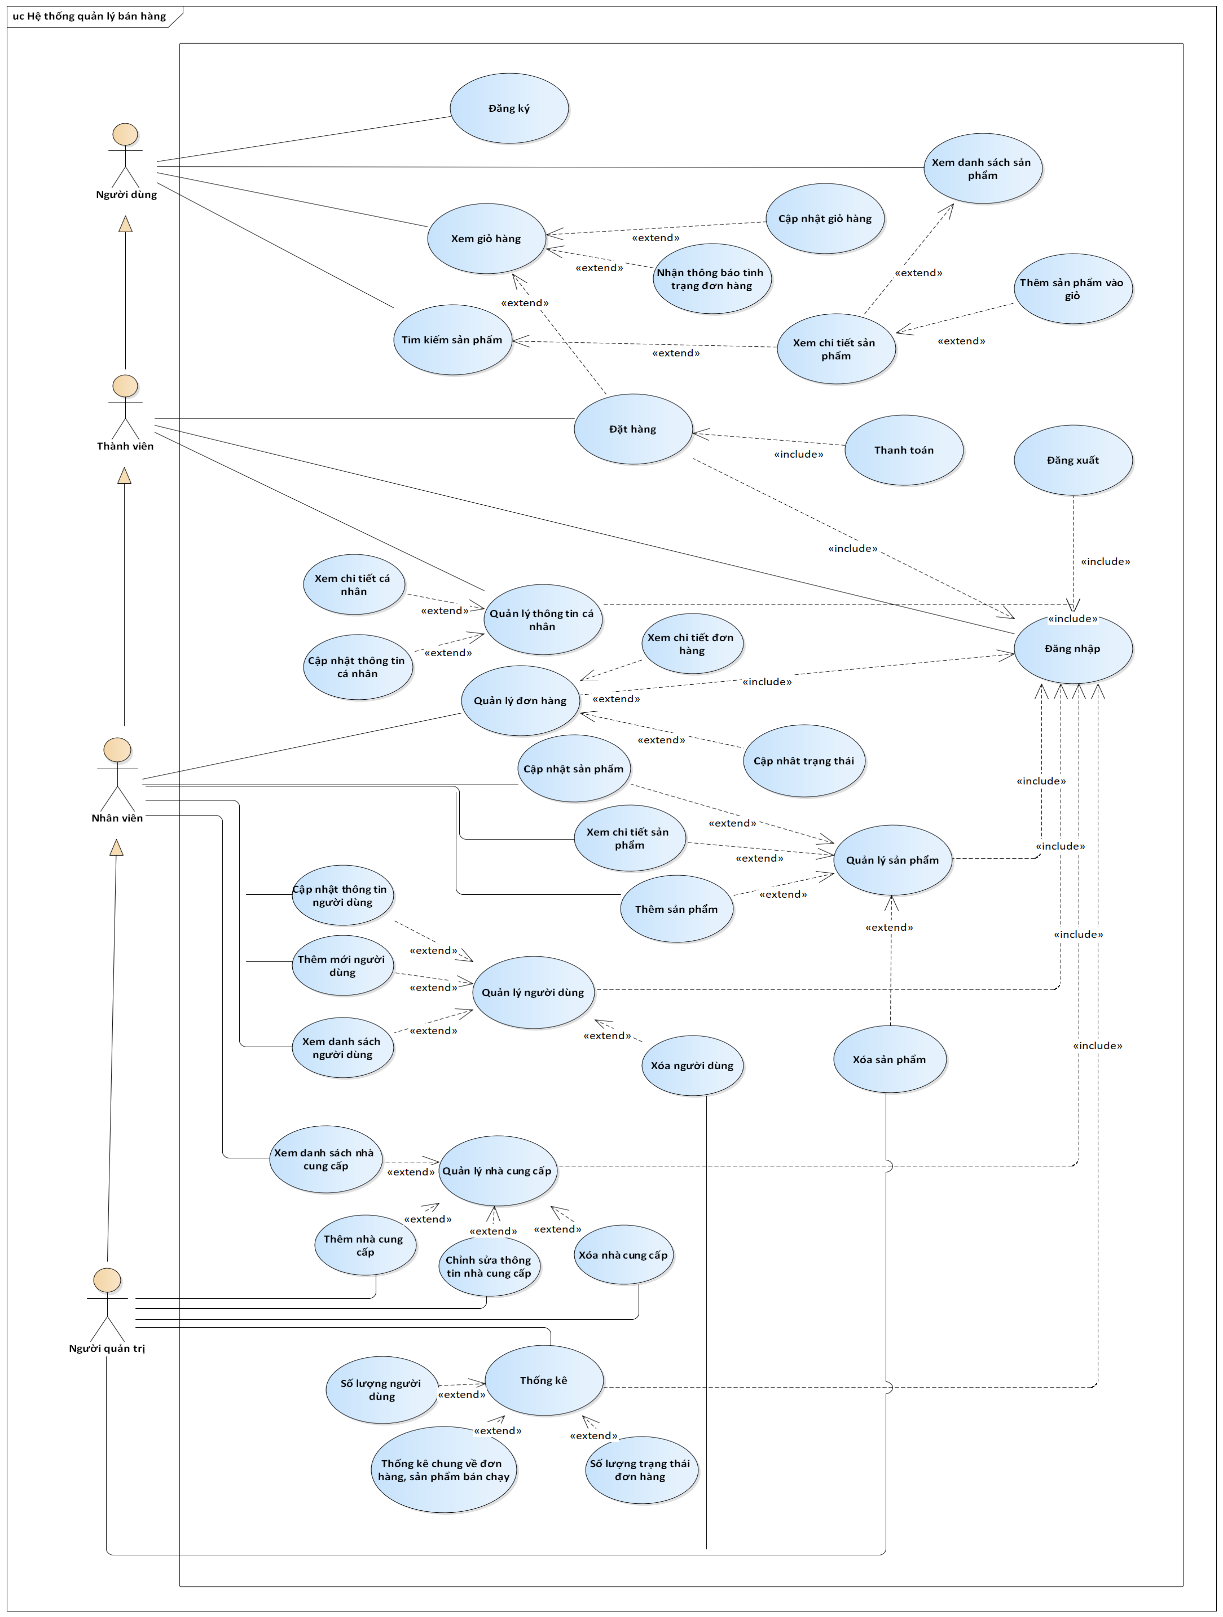 uc Hệ thống quản lý bán hàng
Đăng ký
Người dùng
Xem danh sách sản
phẩm
Xem giỏ hàng
Cập nhật giỏ hàng
«extend»
Nhận thông báo tình
trạng đơn hàng
«extend»
«extend»
«extend»
Thêm sản phẩm vào
giỏ
Tìm kiếm sản phẩm
«extend»
Xem chi tiết sản
phẩm
«extend»
Thành viên
Đặt hàng
Thanh toán
«include»
Đăng xuất
«include»
«include»
Xem chi tiết cá
nhân
«extend»
Quản lý thông tin cá
nhân
«include»
Cập nhật thông tin
cá nhân
«extend»
Xem chi tiết đơn
hàng
Đăng nhập
Quản lý đơn hàng
«extend»
«include»
«extend»
Cập nhât trạng thái
Nhân viên
Cập nhật sản phẩm
«include»
«extend»
Xem chi tiết sản
phẩm
«extend»
Quản lý sản phẩm
«include»
Thêm sản phẩm
«extend»
«extend»
Cập nhật thông tin
người dùng
«extend»
«include»
Thêm mới người
dùng
«extend»
Quản lý người dùng
Xem danh sách
người dùng
«extend»
«extend»
Xóa người dùng
Xóa sản phẩm
«include»
Xem danh sách nhà
cung cấp
«extend»
Quản lý nhà cung cấp
«extend»
«extend»
«extend»
Thêm nhà cung
cấp
Chỉnh sửa thông
tin nhà cung cấp
Xóa nhà cung cấp
Người quản trị
Số lượng người
dùng
«extend»
Thống kê
«extend»
«extend»
Thống kê chung về đơn
hàng, sản phẩm bán chạy
Số lượng trạng thái
đơn hàng